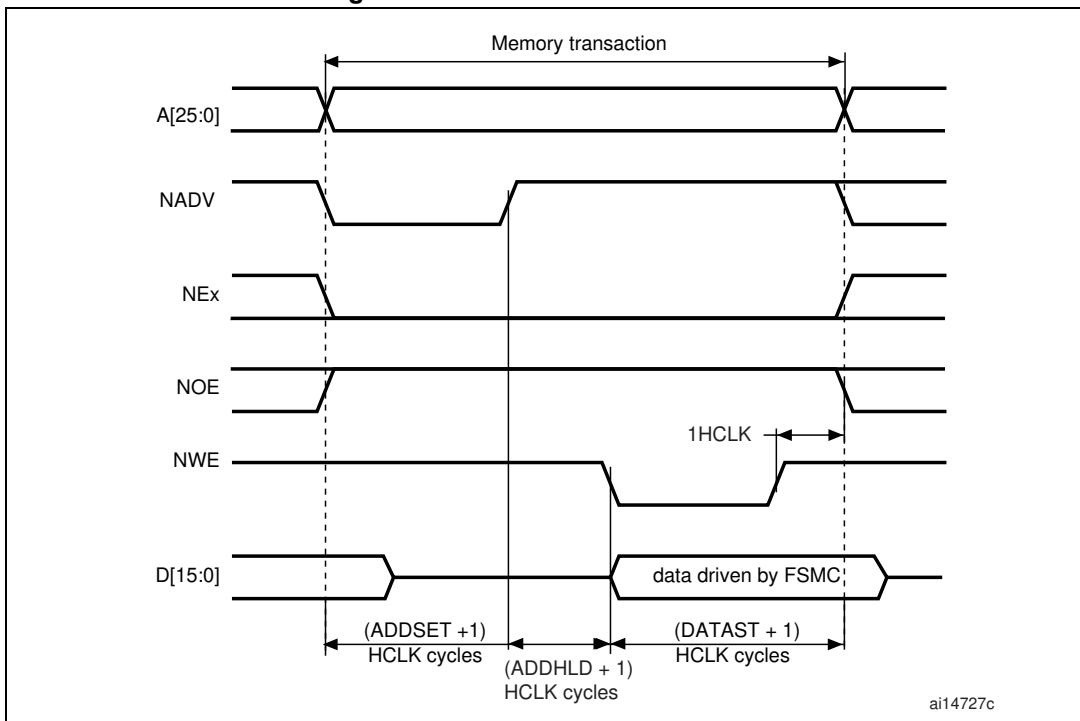 Memory transaction
A[25:0]
NADV
NEx
NOE
1HCLK
NWE
D[15:0]
data driven by FSMC
(ADDSET +1)
HCLK cycles
(ADDHLD + 1)
HCLK cycles
(DATAST + 1)
HCLK cycles
ai14727c